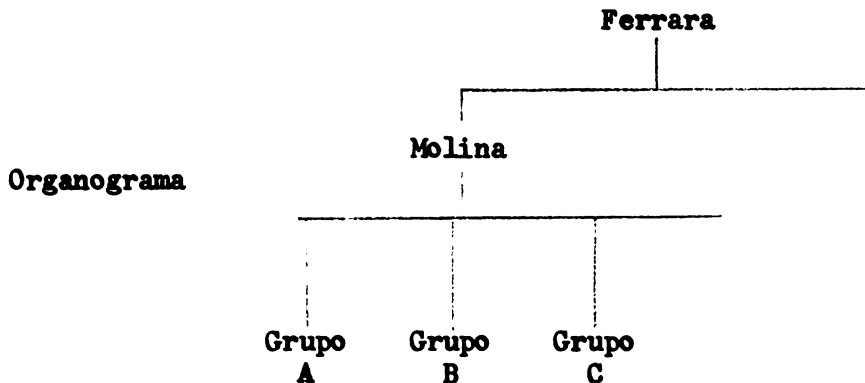 Ferrara
Molina
Organograma
Grupo Grupo Grupo
A B C